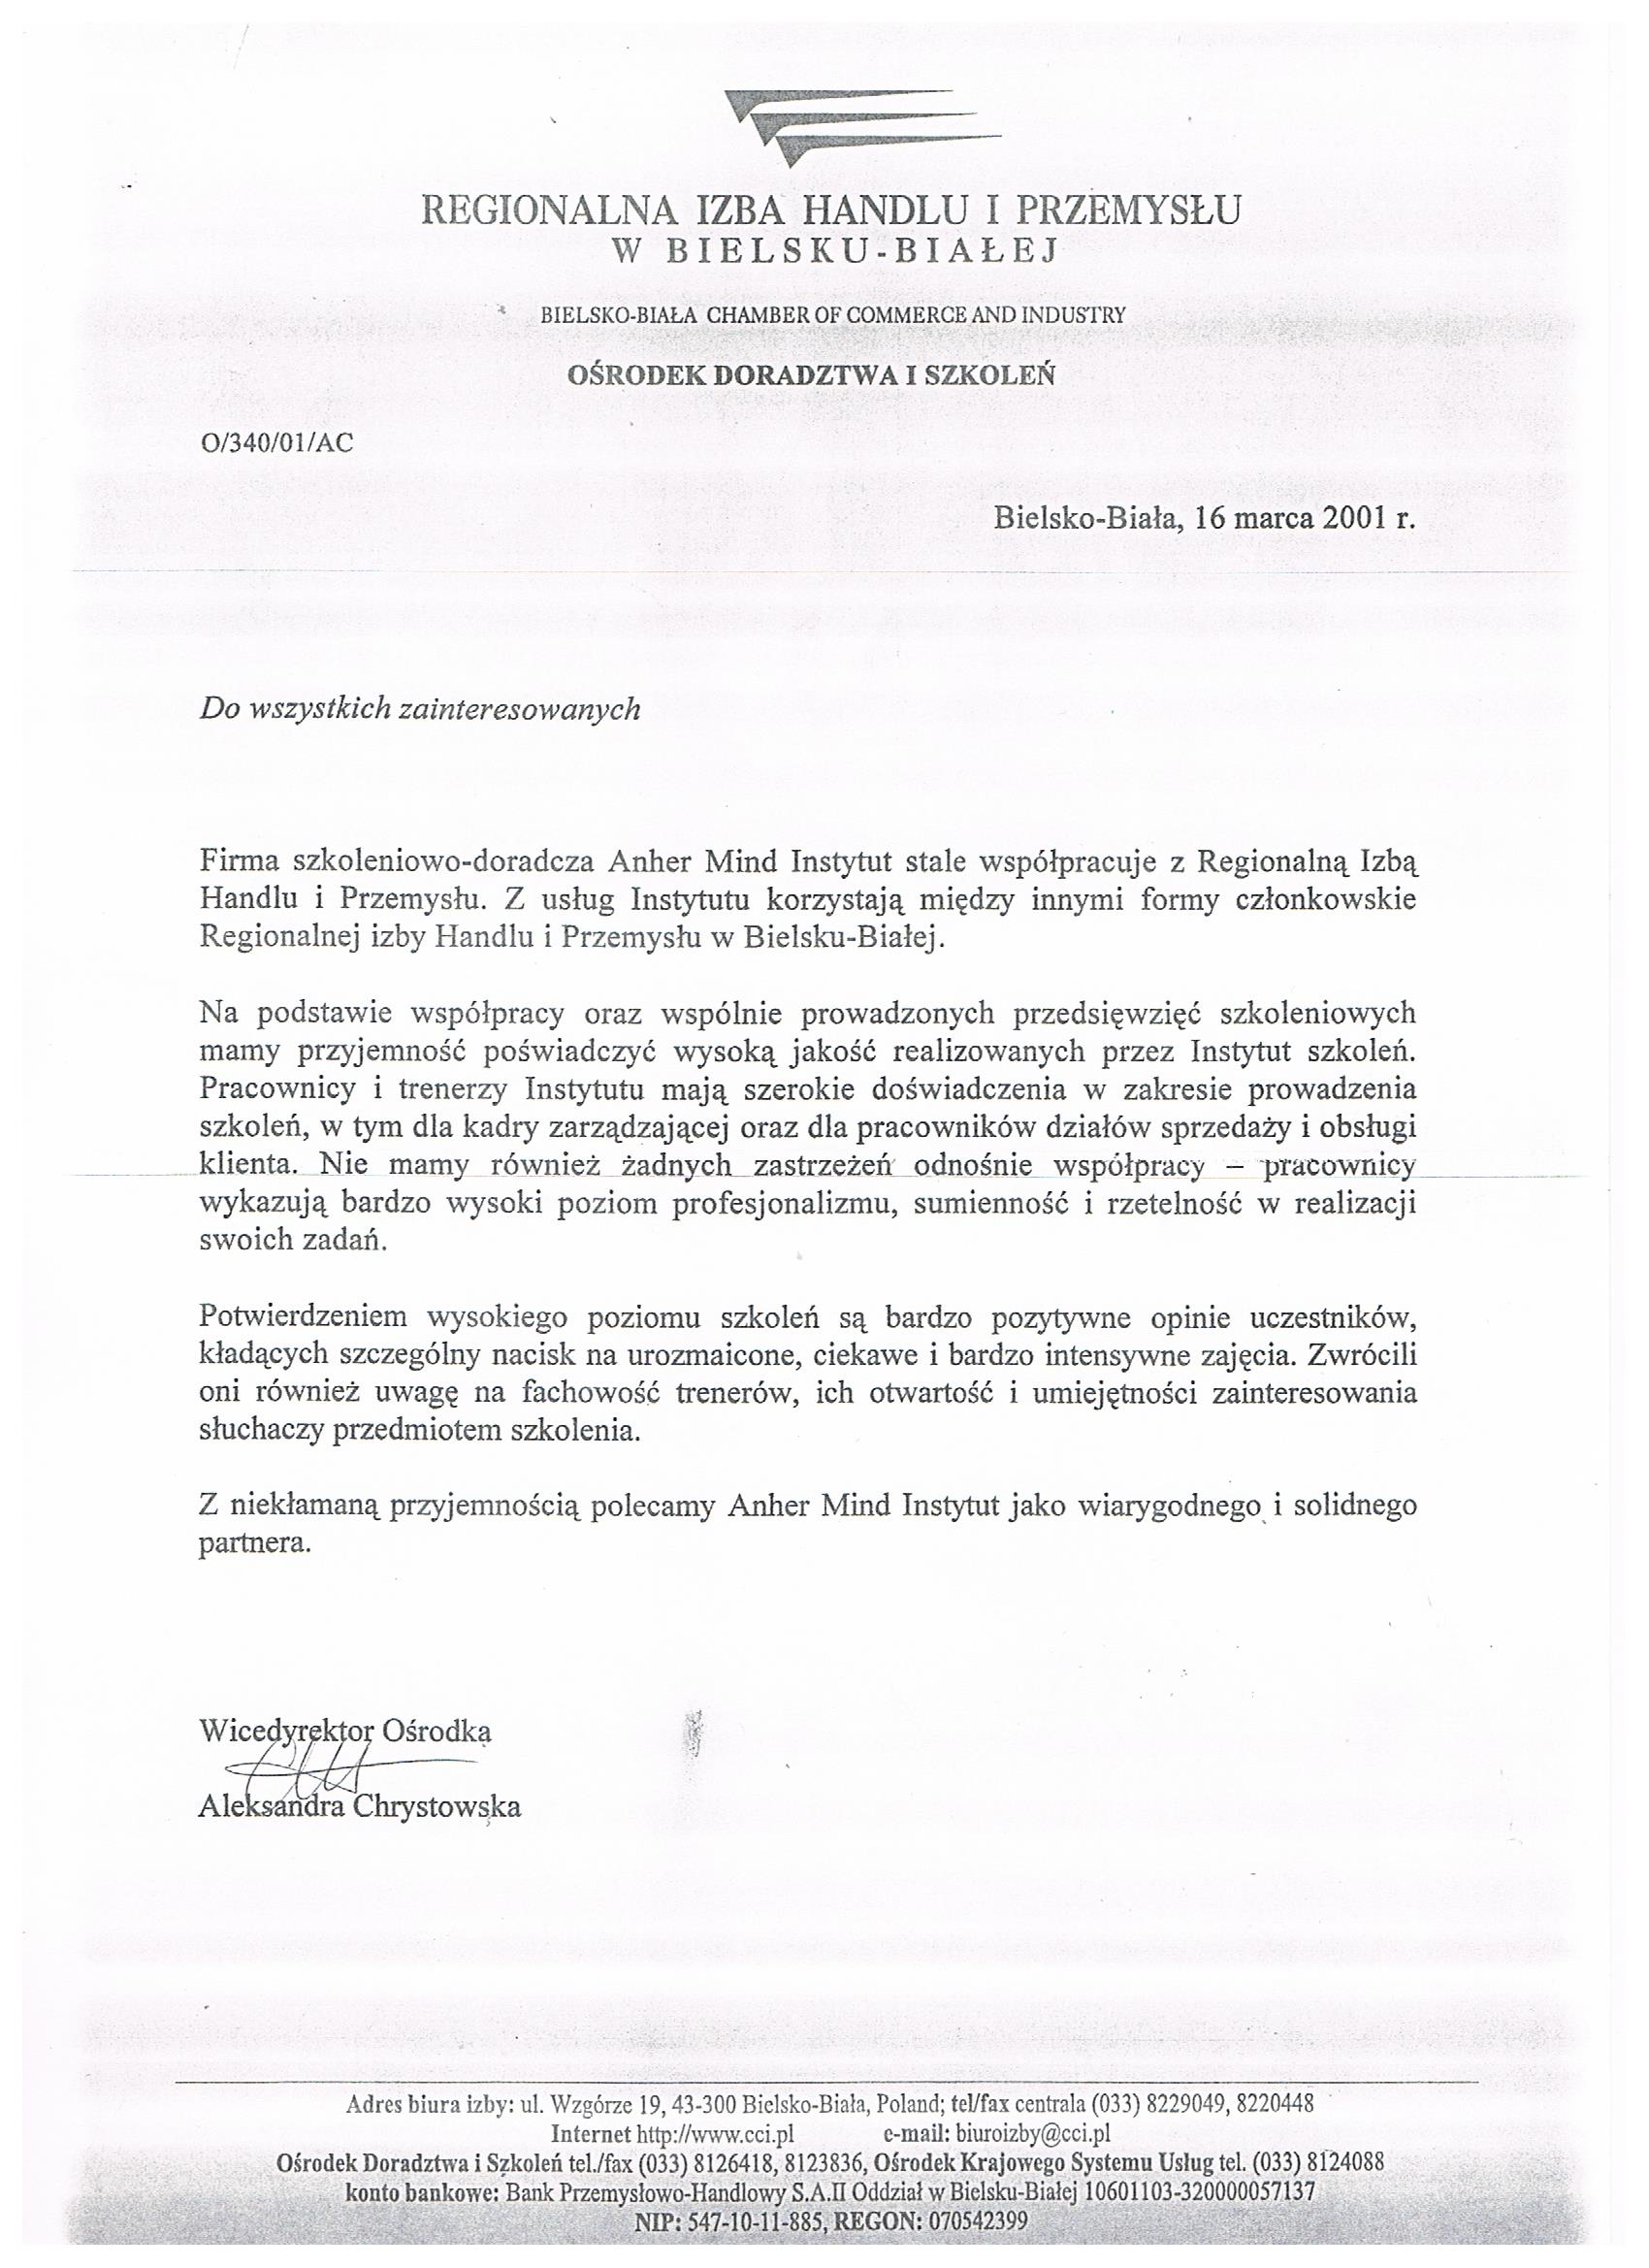 REGIONALNA IZBA HANDLU I PRZEMYSŁU
W BIELSKU-BIAŁEJ
BIELSKO-BIAŁA CHAMBER OF COMMERCE AND INDUSTRY
OŚRODEK DORADZTWA I SZKOLEŃ
O/340/01/AC
Bielsko-Biała, 16 marca 2001 r.
Do wszystkich zainteresowanych
Firma szkoleniowo-doradcza Anher Mind Instytut stale współpracuje z Regionalną Izbą
Handlu i Przemysłu. Z usług Instytutu korzystają między innymi formy członkowskie
Regionalnej izby Handlu i Przemysłu w Bielsku-Białej.
Na podstawie współpracy oraz wspólnie prowadzonych przedsięwzięć szkoleniowych
mamy przyjemność poświadczyć wysoką jakość realizowanych przez Instytut szkoleń.
Pracownicy i trenerzy Instytutu mają szerokie doświadczenia w zakresie prowadzenia
szkoleń, w tym dla kadry zarządzającej oraz dla pracowników działów sprzedaży i obsługi
klienta. Nie mamy również żadnych zastrzeżeń odnośnie współpracy – pracownicy
wykazują bardzo wysoki poziom profesjonalizmu, sumienność i rzetelność w realizacji
swoich zadań.
Potwierdzeniem wysokiego poziomu szkoleń są bardzo pozytywne opinie uczestników,
kładących szczególny nacisk na urozmaicone, ciekawe i bardzo intensywne zajęcia. Zwrócili
oni również uwagę na fachowość trenerów, ich otwartość i umiejętności zainteresowania
słuchaczy przedmiotem szkolenia.
Z niekłamaną przyjemnością polecamy Anher Mind Instytut jako wiarygodnego i solidnego
partnera.
Wicedyrektor Ośrodka
Aleksandra Chrystowska
Adres biura izby: ul. Wzgórze 19, 43-300 Bielsko-Biała, Poland; tel/fax centrala (033) 8229049, 8220448
Internet http://www.cci.pl e-mail: biuroizby@cci.pl
Ośrodek Doradztwa i Szkoleń tel./fax (033) 8126418, 8123836, Ośrodek Krajowego Systemu Usług tel. (033) 8124088
konto bankowe: Bank Przemysłowo-Handlowy S.A.II Oddział w Bielsku-Białej 10601103-320000057137
NIP: 547-10-11-885, REGON: 070542399